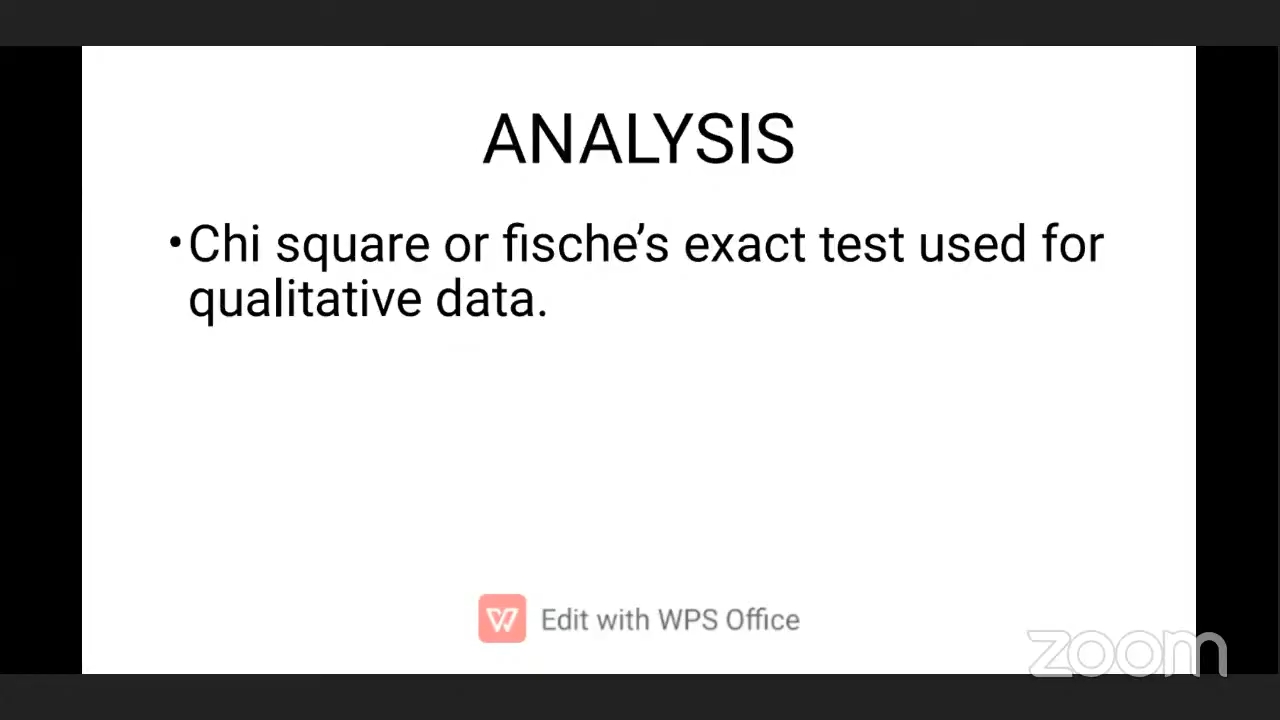 ANALYSIS
•Chi square or fische’s exact test used for
qualitative data.
Edit with WPS Office
zoom